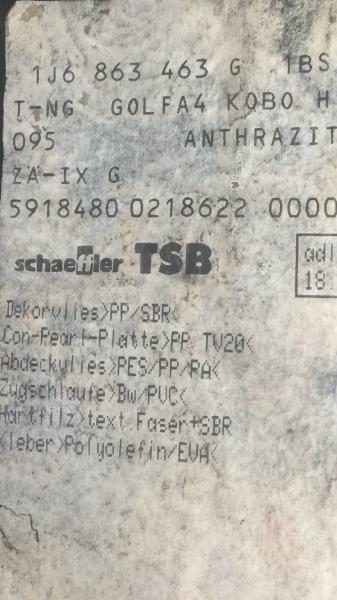 1J6 863 463 G 1BS
T-NG GOLFA4 KOBO H
095 ANTHRAZIT
ZA-IX G
5918480 0218622 0000
schaeffler TSB
adl
18.
Dekorvlies>PP/SBR<
Con-Pearl-Platte>PP TV20<
Abdeckvlies>PES/PP/PA<
Zugschlaufe>Bw/PVC<
Hartfilz>text.Faser+SBR
Kleber>Polyolefin/EVA<